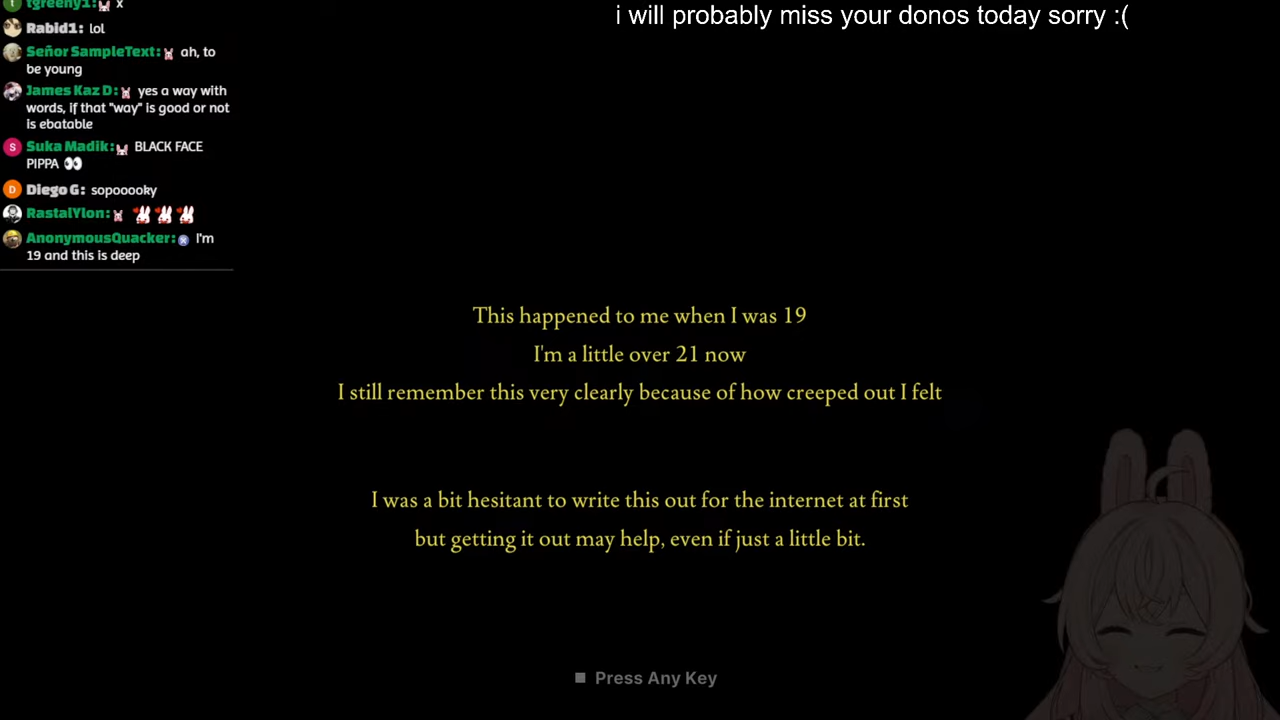 tgreeny1: x
i will probably miss your donos today sorry :(
Rabid1: lol
Señor SampleText: ah, to
be young
James Kaz D: yes a way with
words, if that "way" is good or not
is ebatable
S Suka Madik: BLACK FACE
PIPPA 👀
D Diego G: sopooooky
RastaIYlon:
AnonymousQuacker: I'm
19 and this is deep
This happened to me when I was 19
I'm a little over 21 now
I still remember this very clearly because of how creeped out I felt
I was a bit hesitant to write this out for the internet at first
but getting it out may help, even if just a little bit.
Press Any Key